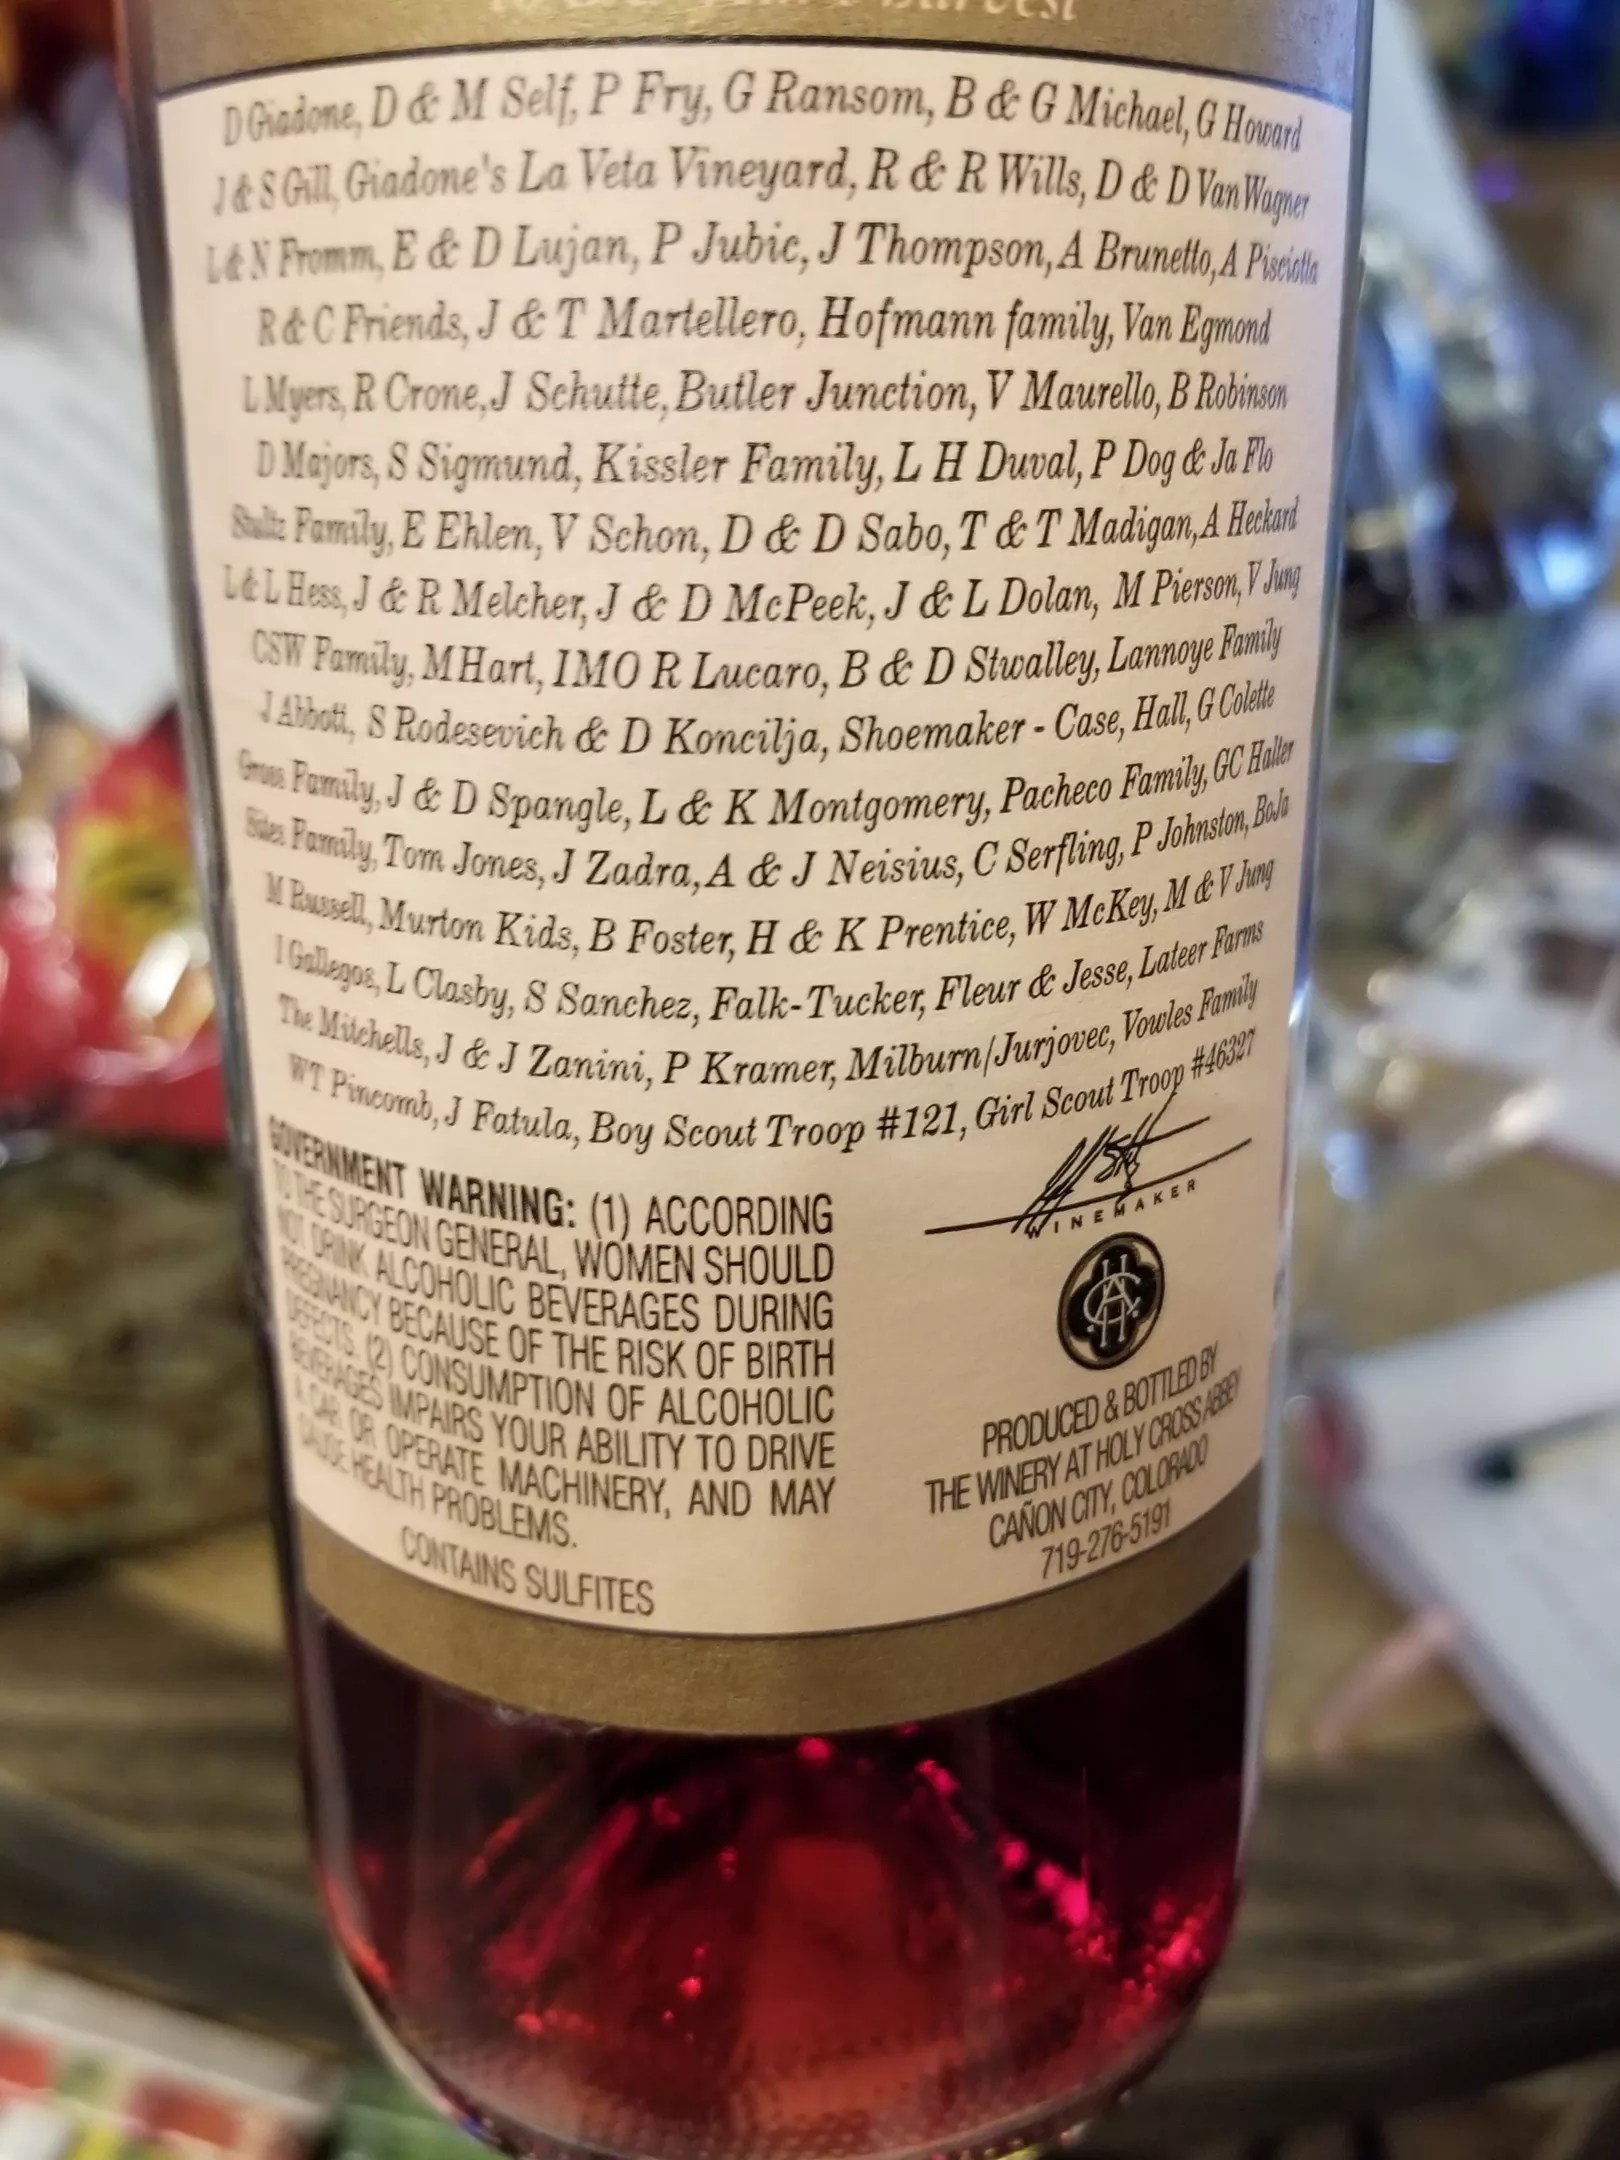 Harvest
D Giadone, D & M Self, P Fry, G Ransom, B & G Michael, G Howard
J & S Gill, Giadone's La Veta Vineyard, R & R Wills, D & D VanWagner
L & N Fromm, E & D Lujan, P Jubic, J Thompson, A Brunetto, A Pisciotta
R & C Friends, J & T Martellero, Hofmann family, Van Egmond
L Myers, R Crone, J Schutte, Butler Junction, V Maurello, B Robinson
D Majors, S Sigmund, Kissler Family, L H Duval, P Dog & Ja Flo
Stultz Family, E Ehlen, V Schon, D & D Sabo, T & T Madigan, A Heckard
L & L Hess, J & R Melcher, J & D McPeek, J & L Dolan, M Pierson, V Jung
CSW Family, M Hart, IMO R Lucaro, B & D Stwalley, Lannoye Family
J Abbott, S Rodesevich & D Koncilja, Shoemaker - Case, Hall, G Colette
Gross Family, J & D Spangle, L & K Montgomery, Pacheco Family, GC Halter
Sites Family, Tom Jones, J Zadra, A & J Neisius, C Serfling, P Johnston, BoJa
M Russell, Murton Kids, B Foster, H & K Prentice, W McKey, M & V Jung
I Gallegos, L Clasby, S Sanchez, Falk-Tucker, Fleur & Jesse, Lateer Farms
The Mitchells, J & J Zanini, P Kramer, Milburn/Jurjovec, Vowles Family
WT Pincomb, J Fatula, Boy Scout Troop #121, Girl Scout Troop #46327
GOVERNMENT WARNING: (1) ACCORDING
TO THE SURGEON GENERAL, WOMEN SHOULD
NOT DRINK ALCOHOLIC BEVERAGES DURING
PREGNANCY BECAUSE OF THE RISK OF BIRTH
DEFECTS. (2) CONSUMPTION OF ALCOHOLIC
BEVERAGES IMPAIRS YOUR ABILITY TO DRIVE
A CAR OR OPERATE MACHINERY, AND MAY
CAUSE HEALTH PROBLEMS.
CONTAINS SULFITES
WINEMAKER
PRODUCED & BOTTLED BY
THE WINERY AT HOLY CROSS ABBEY
CAÑON CITY, COLORADO
719-276-5191